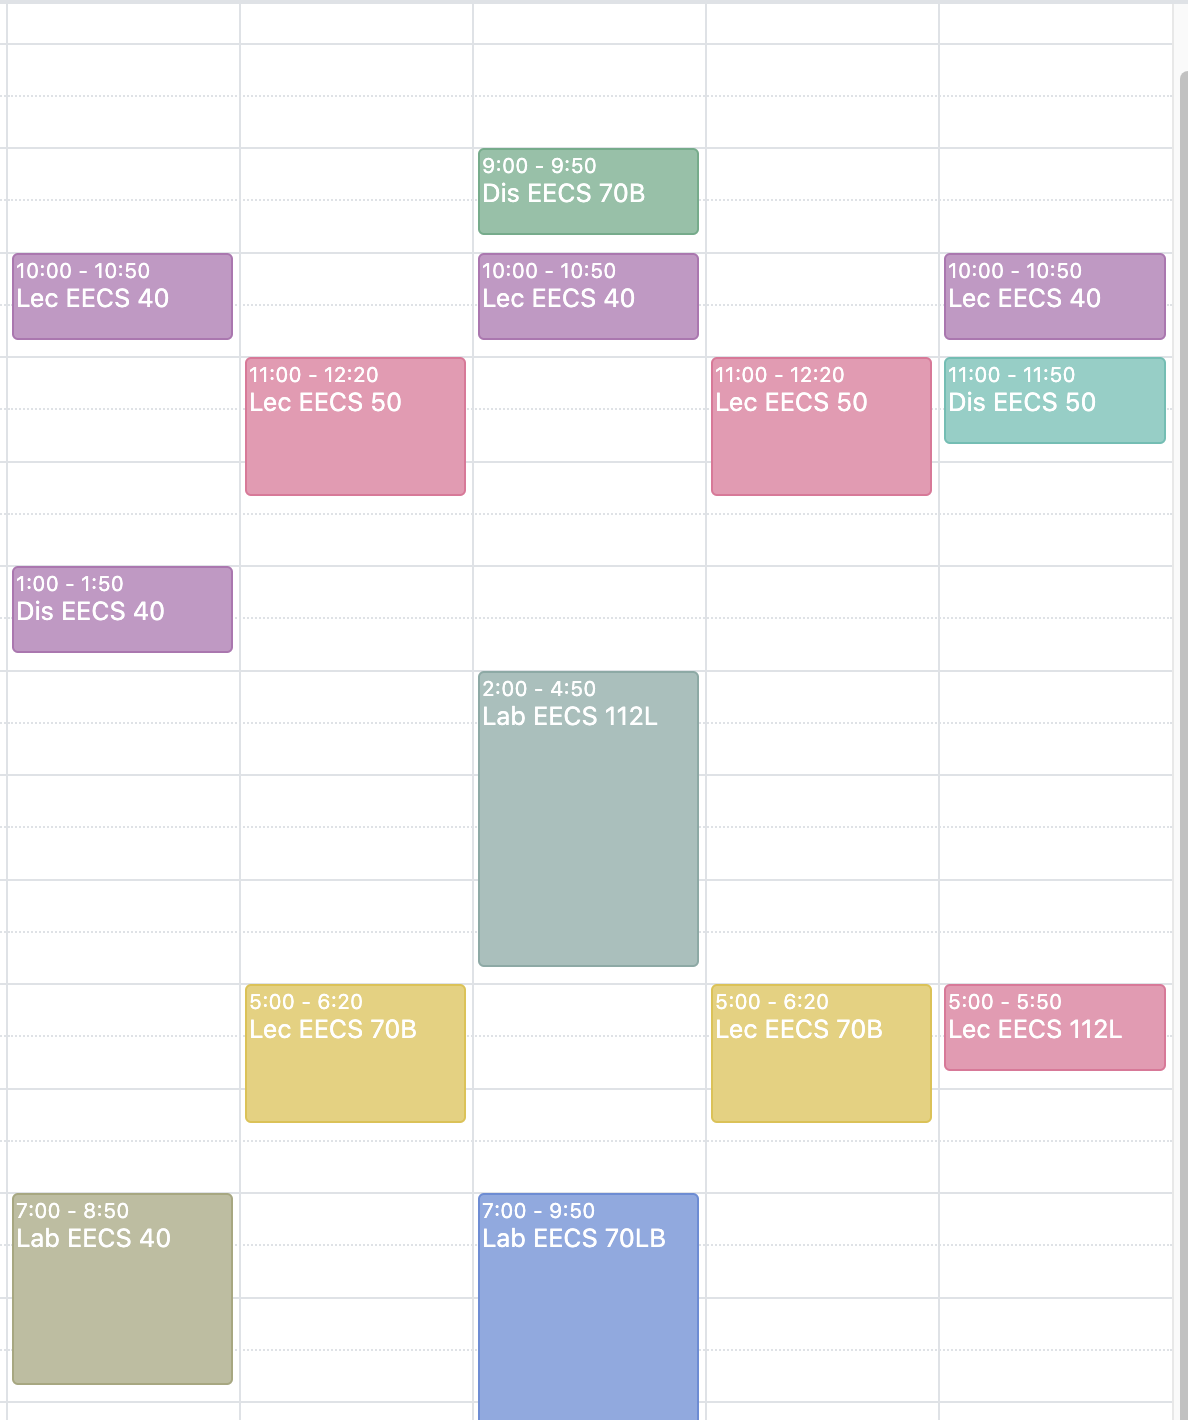 9:00 - 9:50
Dis EECS 70B
10:00 - 10:50
Lec EECS 40
10:00 - 10:50
Lec EECS 40
10:00 - 10:50
Lec EECS 40
11:00 - 12:20
Lec EECS 50
11:00 - 12:20
Lec EECS 50
11:00 - 11:50
Dis EECS 50
1:00 - 1:50
Dis EECS 40
2:00 - 4:50
Lab EECS 112L
5:00 - 6:20
Lec EECS 70B
5:00 - 6:20
Lec EECS 70B
5:00 - 5:50
Lec EECS 112L
7:00 - 8:50
Lab EECS 40
7:00 - 9:50
Lab EECS 70LB